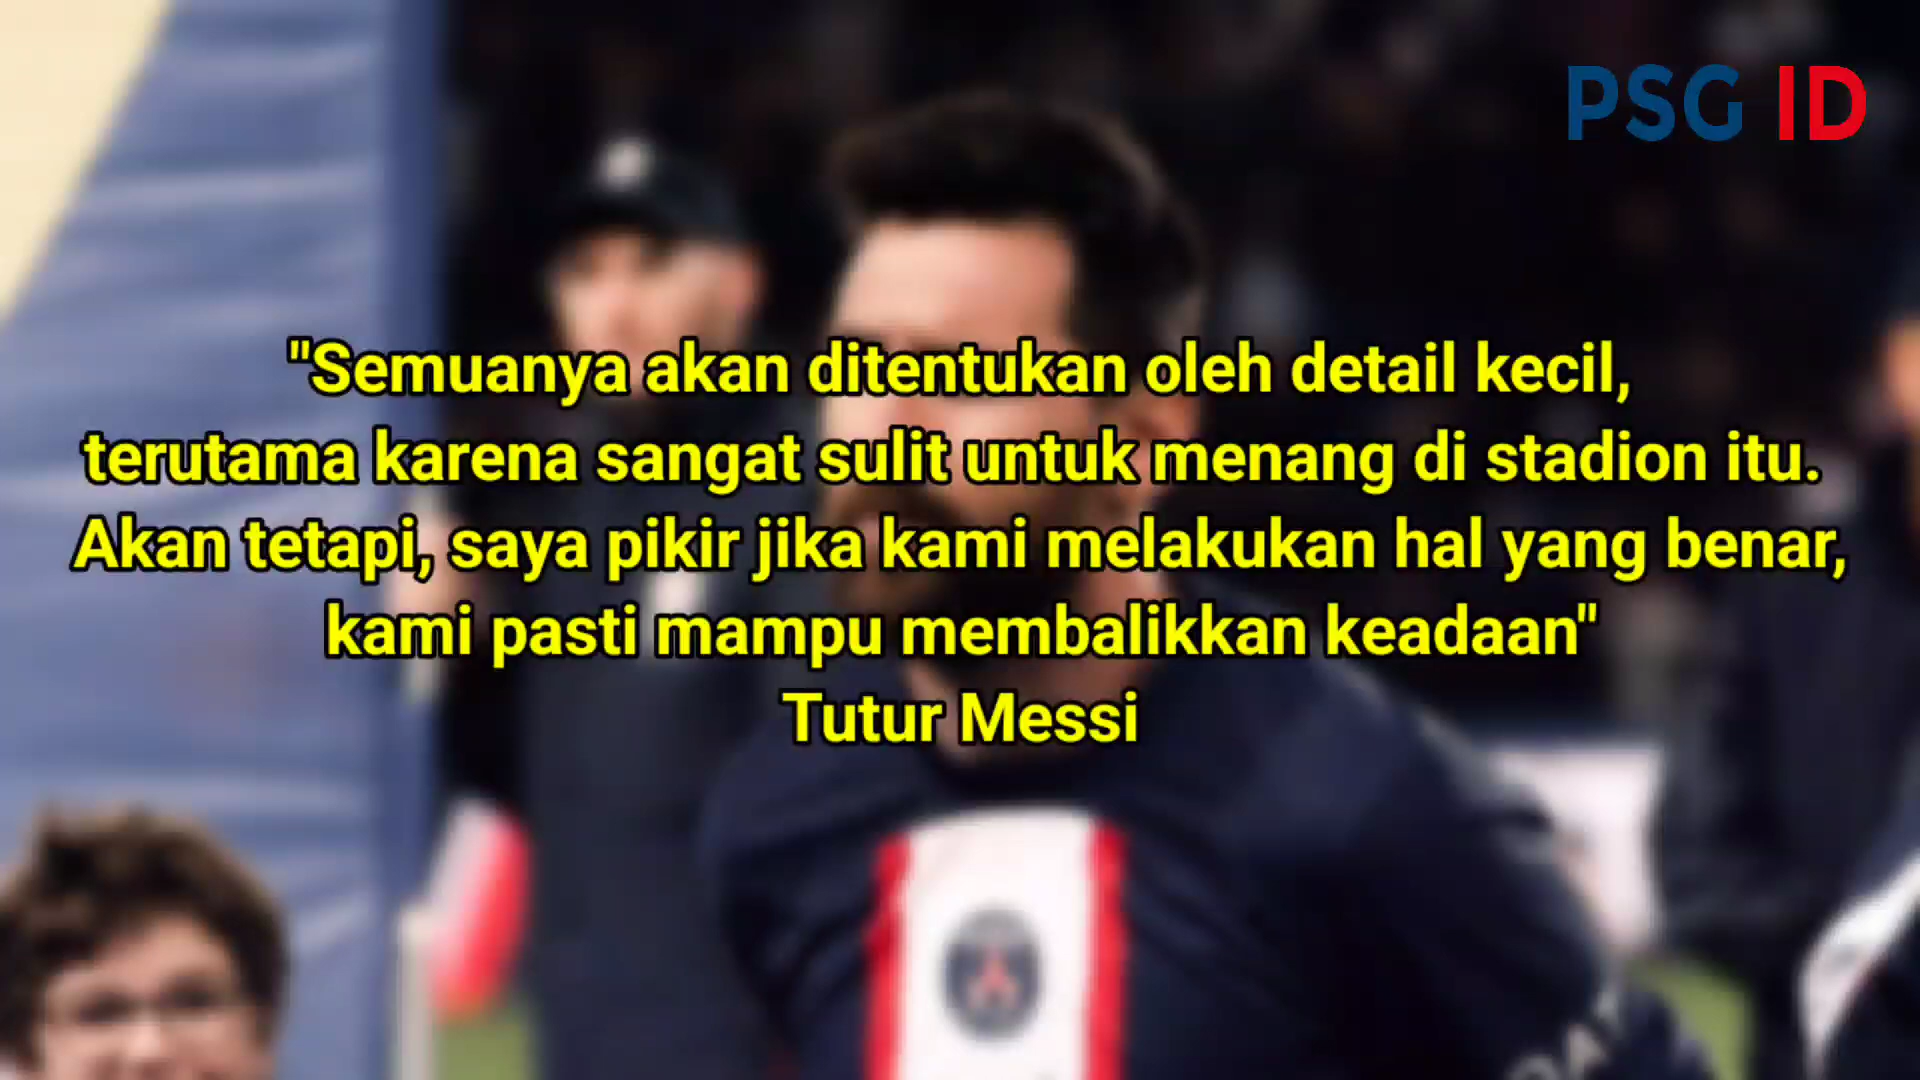 PSG ID
"Semuanya akan ditentukan oleh detail kecil,
terutama karena sangat sulit untuk menang di stadion itu.
Akan tetapi, saya pikir jika kami melakukan hal yang benar,
kami pasti mampu membalikkan keadaan"
Tutur Messi